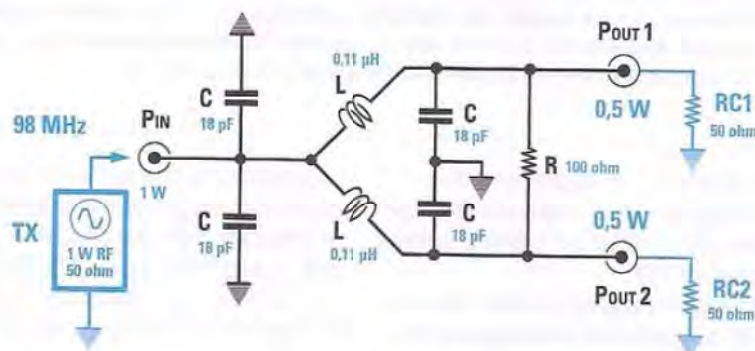 POUT 1
0,11 µH
L
C
18 pF
C
18 pF
0,5 W
RC1
50 ohm
98 MHz
PIN
1 W
R 100 ohm
TX
1 W RF
50 ohm
C
18 pF
L
0,11 µH
C
18 pF
0,5 W
POUT 2
RC2
50 ohm